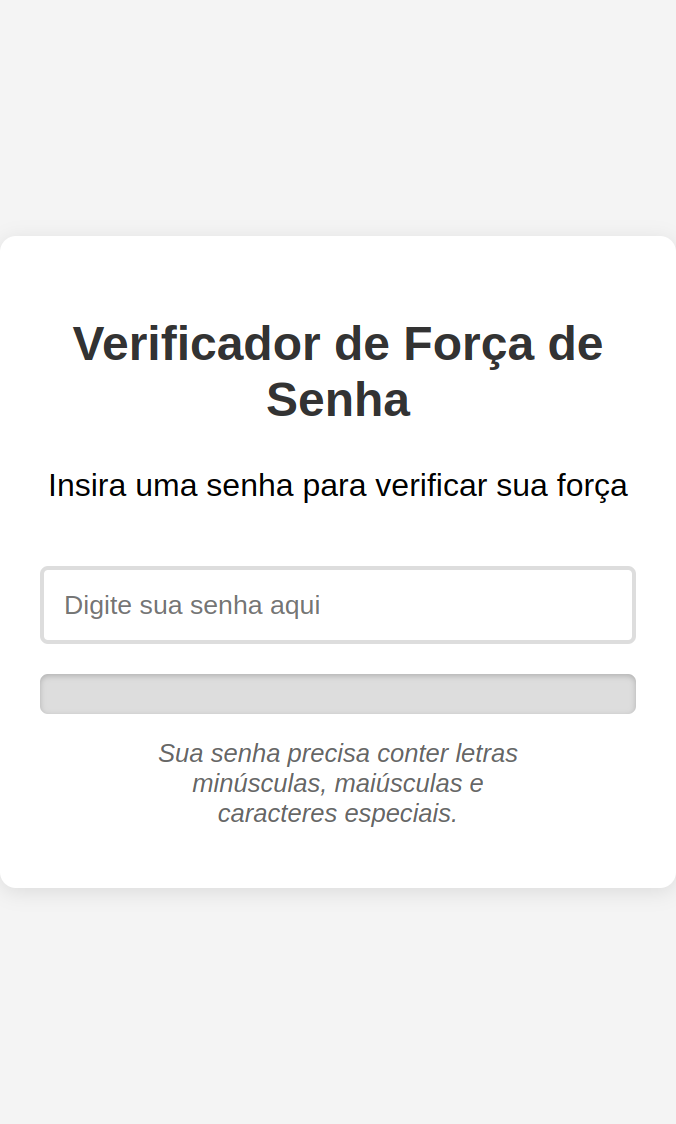 Verificador de Força de
Senha
Insira uma senha para verificar sua força
Digite sua senha aqui
Sua senha precisa conter letras
minúsculas, maiúsculas e
caracteres especiais.